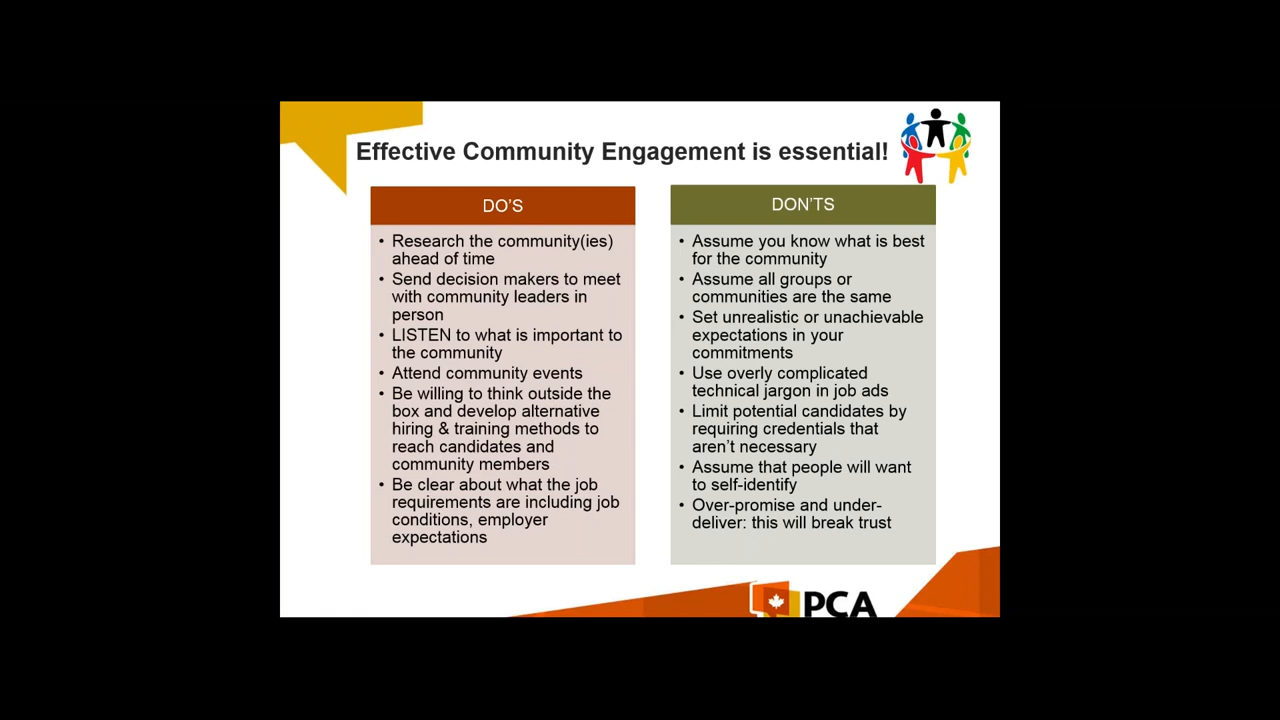 Effective Community Engagement is essential!
DO'S
• Research the community(ies)
ahead of time
• Send decision makers to meet
with community leaders in
person
• LISTEN to what is important to
the community
• Attend community events
• Be willing to think outside the
box and develop alternative
hiring & training methods to
reach candidates and
community members
• Be clear about what the job
requirements are including job
conditions, employer
expectations
DON'TS
• Assume you know what is best
for the community
• Assume all groups or
communities are the same
• Set unrealistic or unachievable
expectations in your
commitments
• Use overly complicated
technical jargon in job ads
• Limit potential candidates by
requiring credentials that
aren't necessary
• Assume that people will want
to self-identify
• Over-promise and under-
deliver: this will break trust
PCA